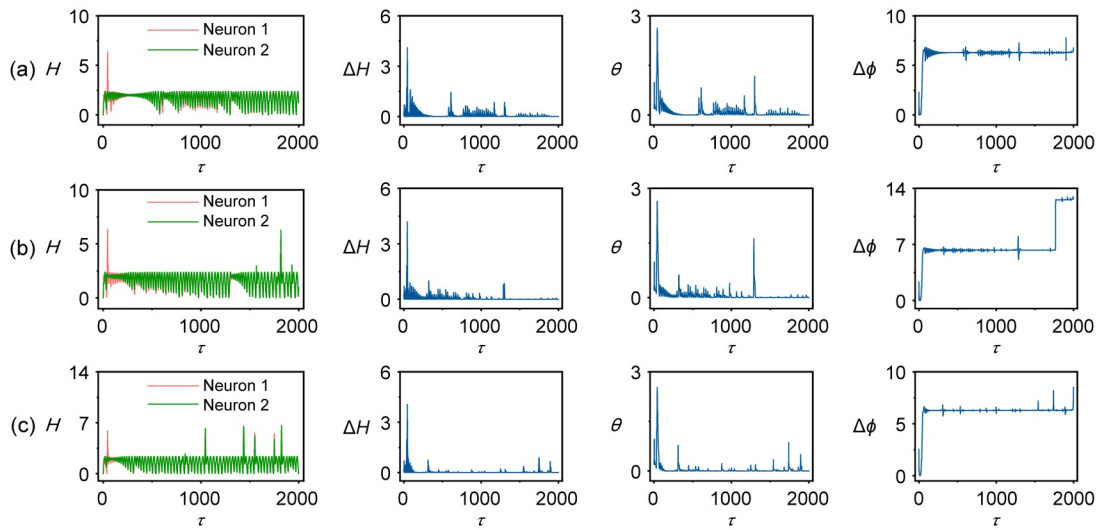 (a) H 10 5 0 Neuron 1 Neuron 2 0 1000 2000 τ
ΔH 6 3 0 0 1000 2000 τ
θ 3 0 0 1000 2000 τ
Δϕ 10 5 0 0 1000 2000 τ
(b) H 10 5 0 Neuron 1 Neuron 2 0 1000 2000 τ
ΔH 6 3 0 0 1000 2000 τ
θ 3 0 0 1000 2000 τ
Δϕ 14 7 0 0 1000 2000 τ
(c) H 14 7 0 Neuron 1 Neuron 2 0 1000 2000 τ
ΔH 6 3 0 0 1000 2000 τ
θ 3 0 0 1000 2000 τ
Δϕ 10 5 0 0 1000 2000 τ